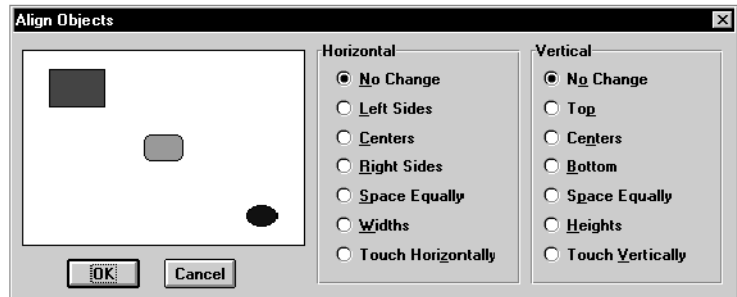 Align Objects
Horizontal
No Change
Left Sides
Centers
Right Sides
Space Equally
Widths
Touch Horizontally
Vertical
No Change
Top
Centers
Bottom
Space Equally
Heights
Touch Vertically
OK
Cancel